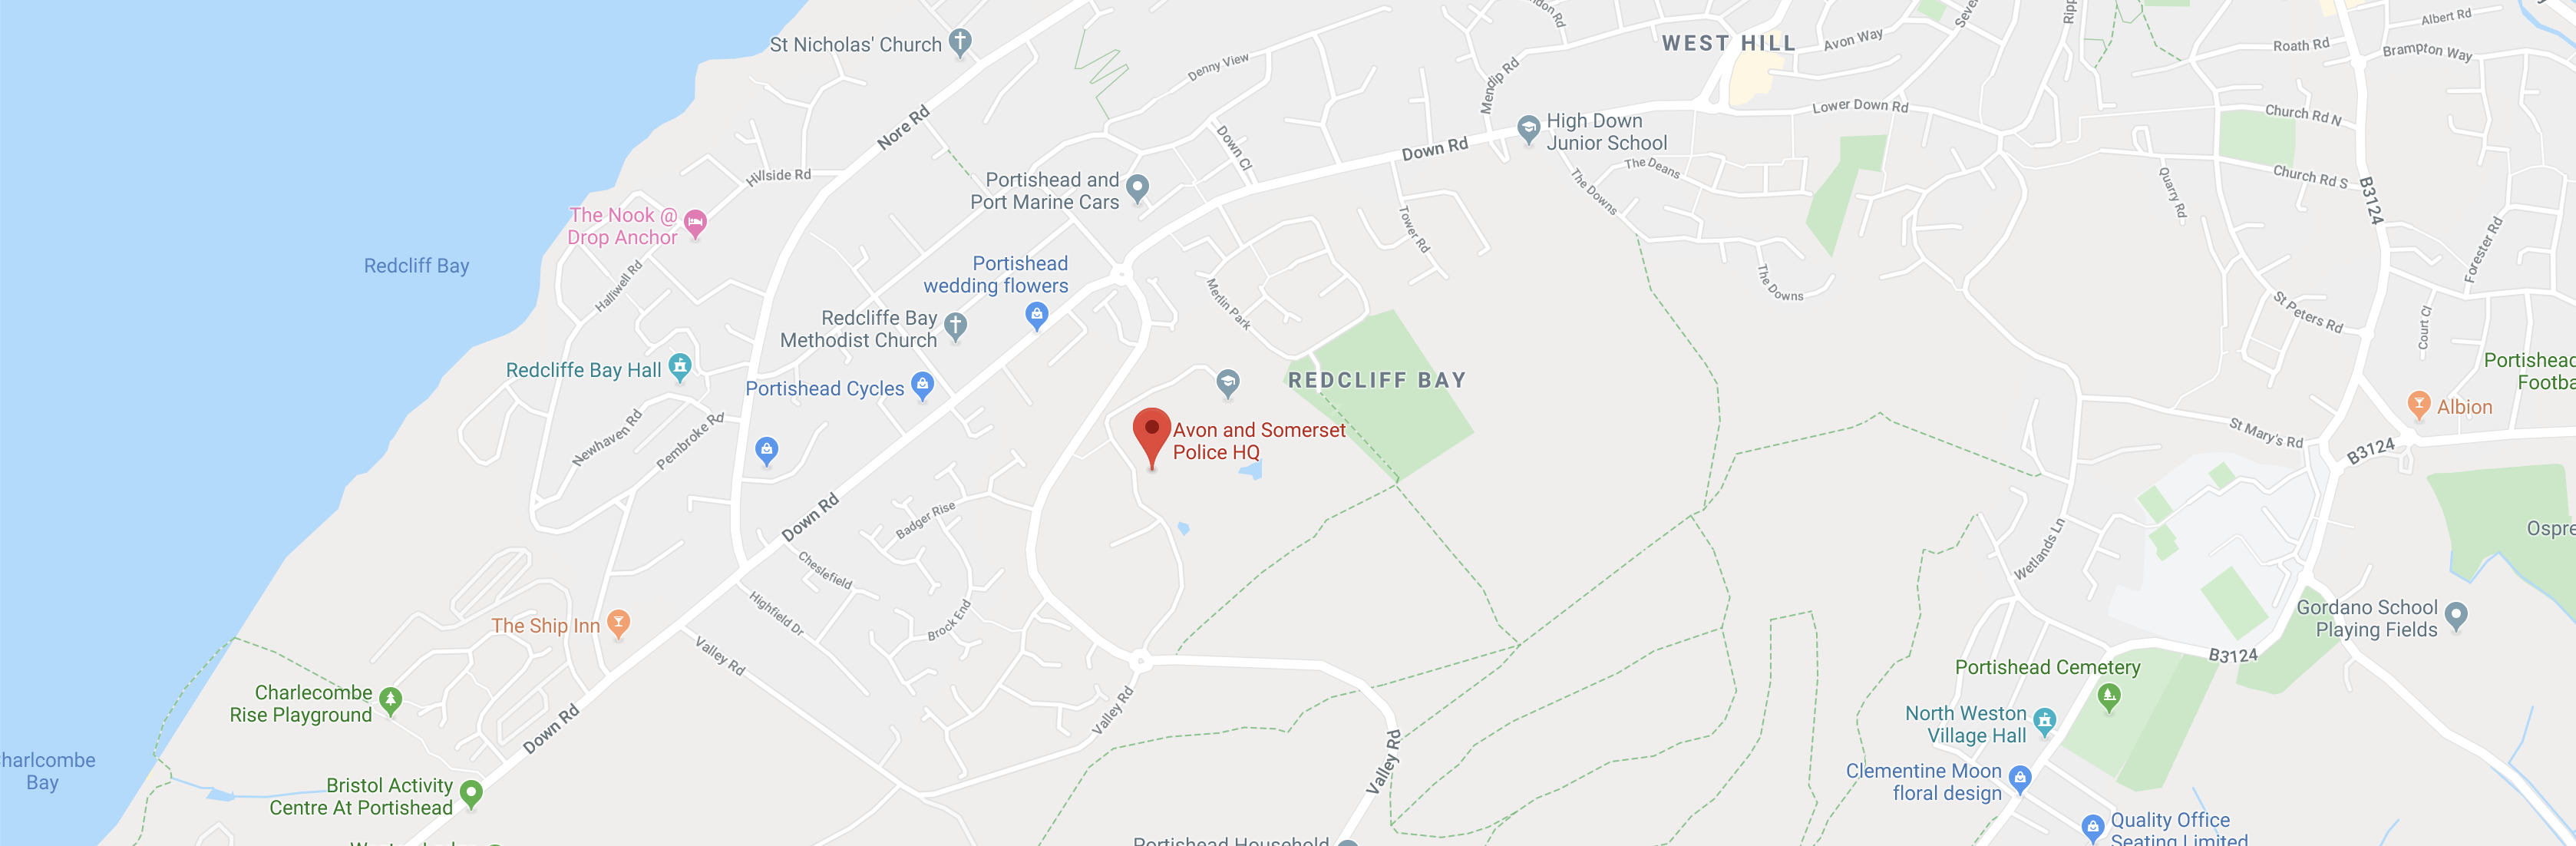 St Nicholas' Church
Nore Rd
Denny View
Mendip Rd
WEST HILL
Avon Way
Albert Rd
Roath Rd
Brampton Way
Lower Down Rd
Church Rd N
High Down
Junior School
Down Rd
Down Cl
The Deans
The Downs
Church Rd S
Quarry Rd
B3124
Hillside Rd
Portishead and
Port Marine Cars
The Nook @
Drop Anchor
Tower Rd
Forester Rd
Redcliff Bay
Halliwell Rd
Portishead
wedding flowers
Merlin Park
The Downs
St Peters Rd
Court Cl
Redcliffe Bay
Methodist Church
Redcliffe Bay Hall
Portishead Cycles
REDCLIFF BAY
Portishead
Footba
Albion
Avon and Somerset
Police HQ
Newhaven Rd
Pembroke Rd
St Mary's Rd
B3124
Down Rd
Badger Rise
Cheslefield
Wetlands Ln
Ospre
Highfield Dr
Brock End
The Ship Inn
Valley Rd
Gordano School
Playing Fields
B3124
Portishead Cemetery
Charlecombe
Rise Playground
Down Rd
Valley Rd
Valley Rd
North Weston
Village Hall
harlcombe
Bay
Bristol Activity
Centre At Portishead
Clementine Moon
floral design
Quality Office
Seating Limited
Portishead Household